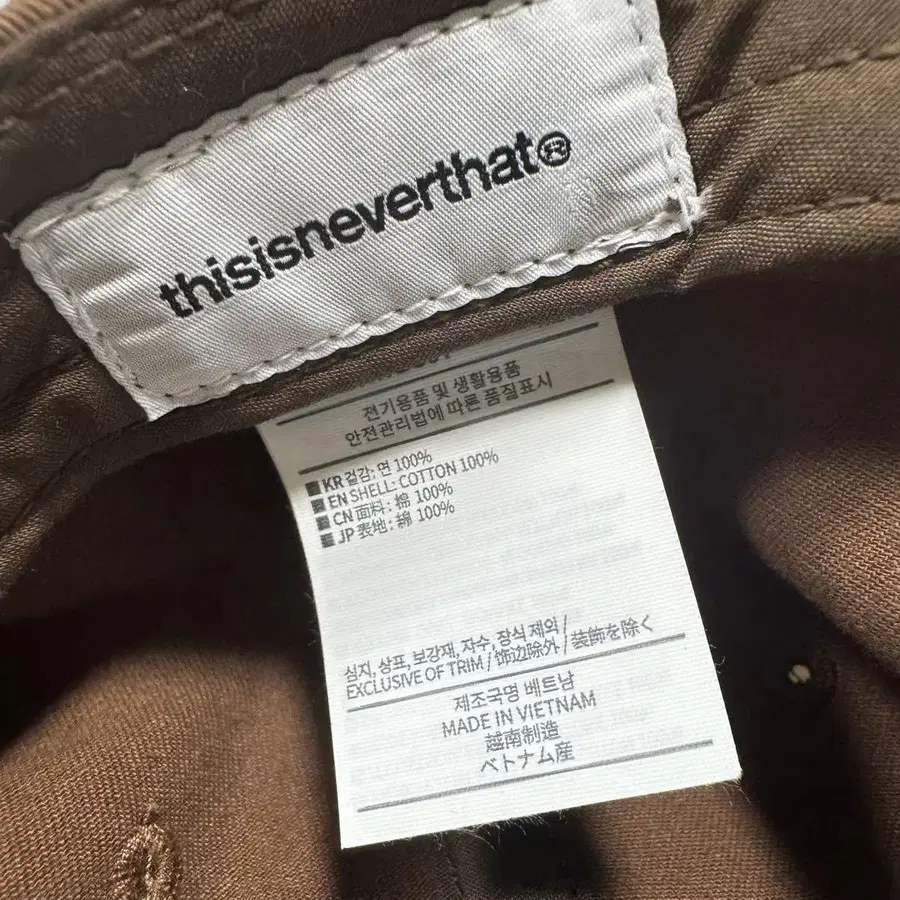 thisisneverthat®
전기용품 및 생활용품
안전관리법에 따른 품질표시
■ KR 겉감: 면 100%
■ EN SHELL: COTTON 100%
■ CN 面料: 棉 100%
■ JP 表地: 綿 100%
심지, 상표, 보강재, 자수, 장식 제외/
EXCLUSIVE OF TRIM/饰边除外/装飾を除く
제조국명 베트남
MADE IN VIETNAM
越南制造
ベトナム産